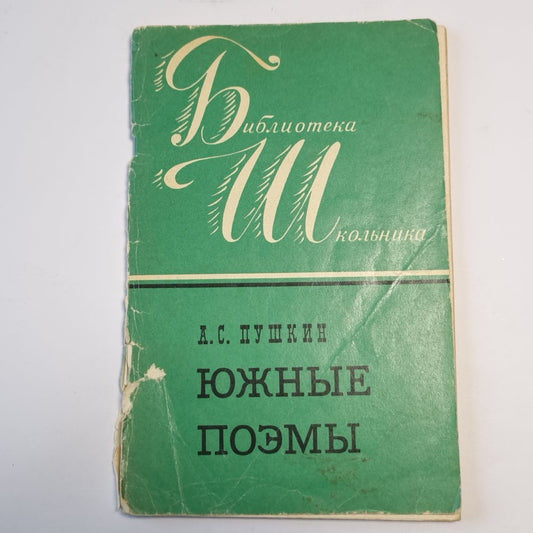 Библиотека
Школьника
А.С. ПУШКИН
ЮЖНЫЕ
ПОЭМЫ